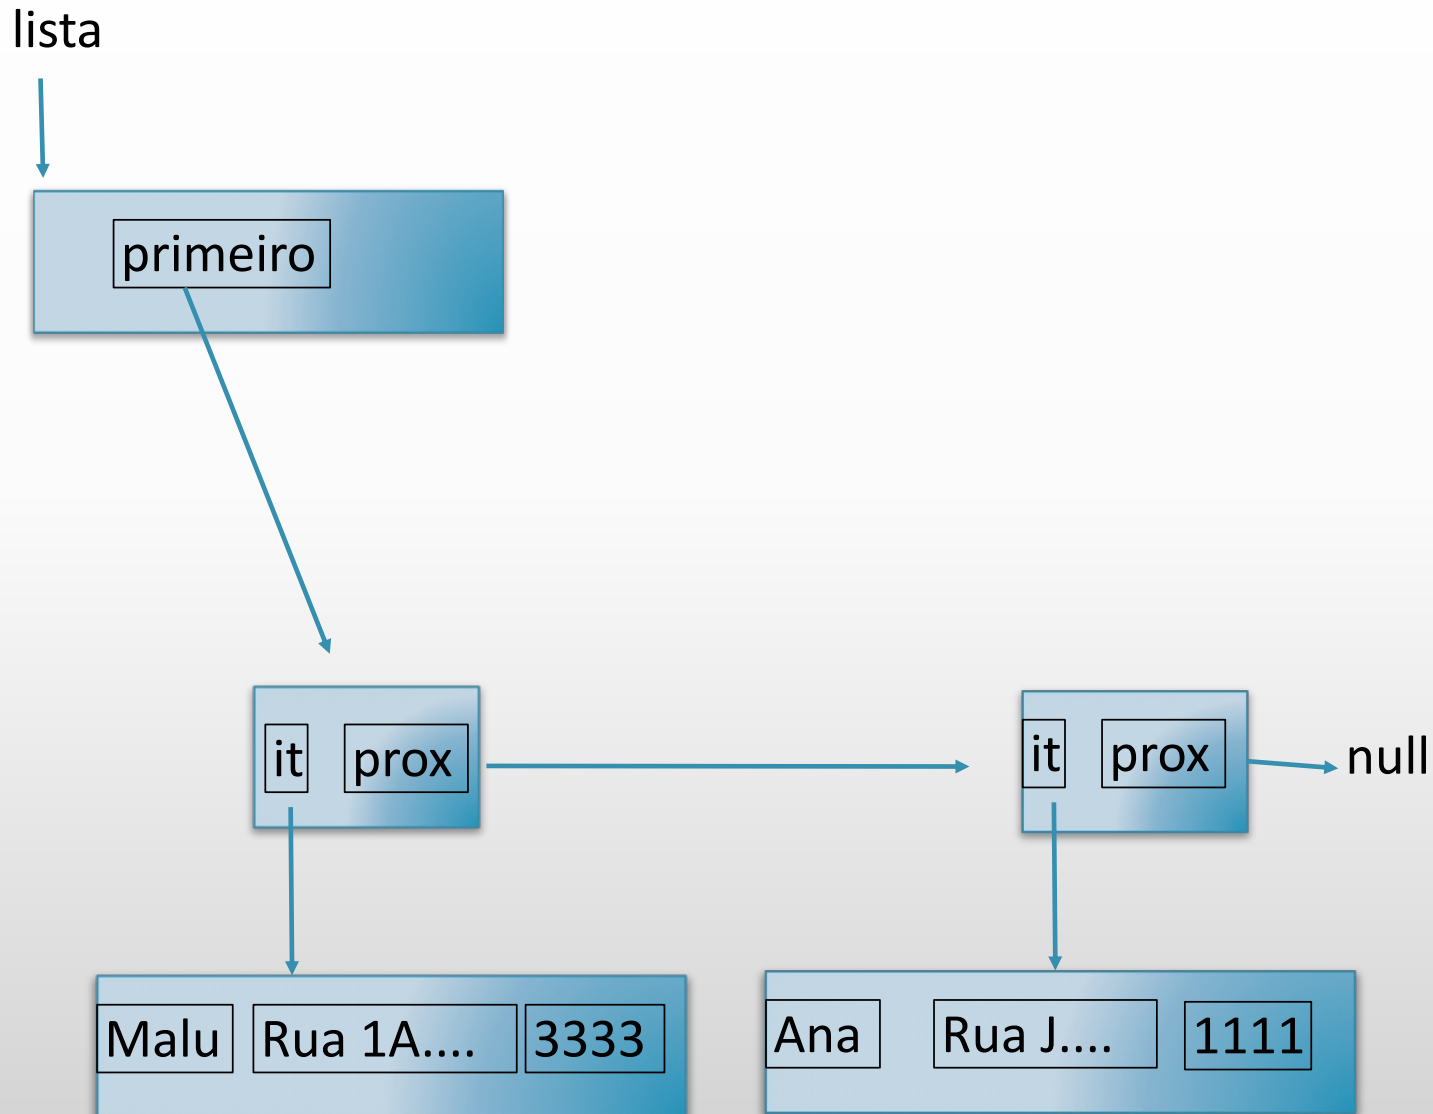 lista
primeiro
it prox
it prox null
Malu Rua 1A.... 3333
Ana Rua J.... 1111